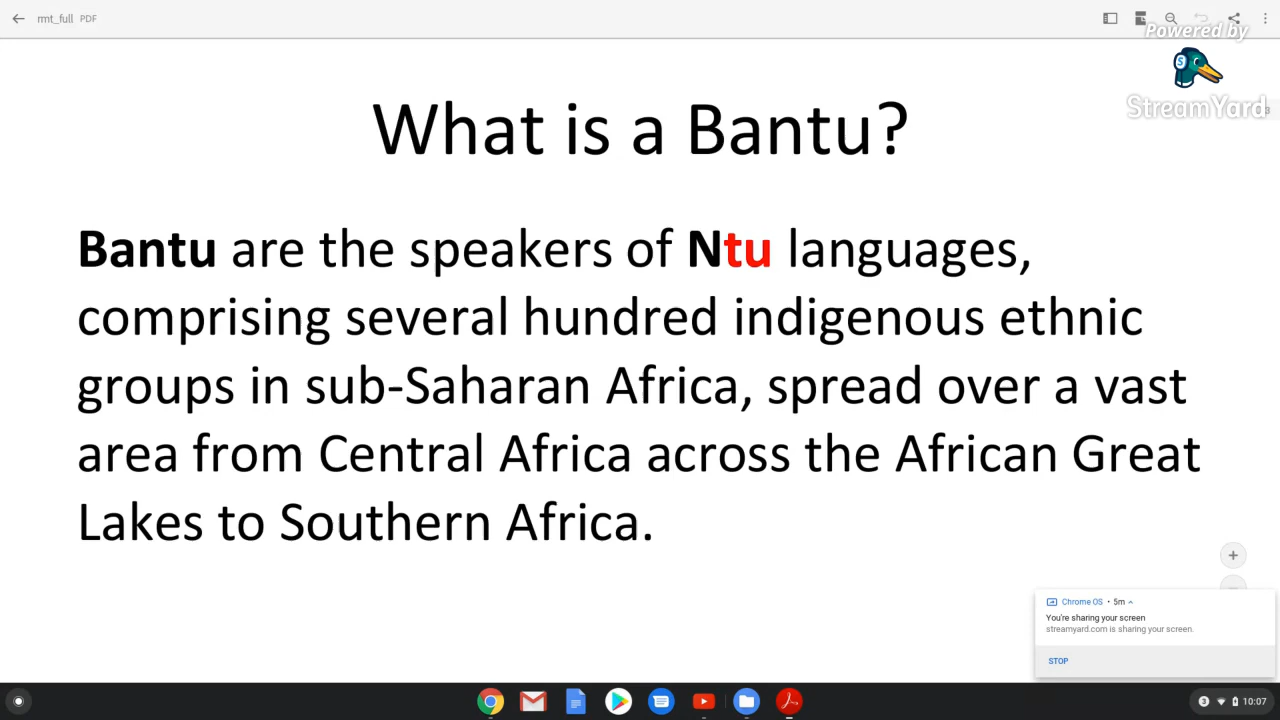 rmt_full PDF
Powered by
StreamYard
What is a Bantu?
Bantu are the speakers of Ntu languages,
comprising several hundred indigenous ethnic
groups in sub-Saharan Africa, spread over a vast
area from Central Africa across the African Great
Lakes to Southern Africa.
Chrome OS • 5m
You're sharing your screen
streamyard.com is sharing your screen.
STOP
3 10:07